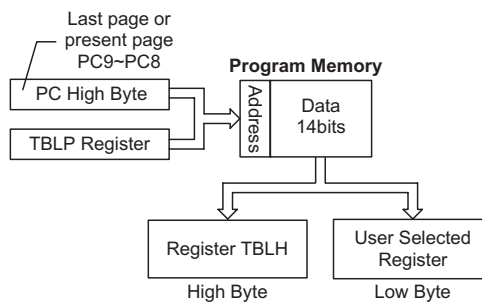 Last page or
present page
PC9~PC8
PC High Byte
TBLP Register
Program Memory
Address
Data
14bits
Register TBLH
High Byte
User Selected
Register
Low Byte